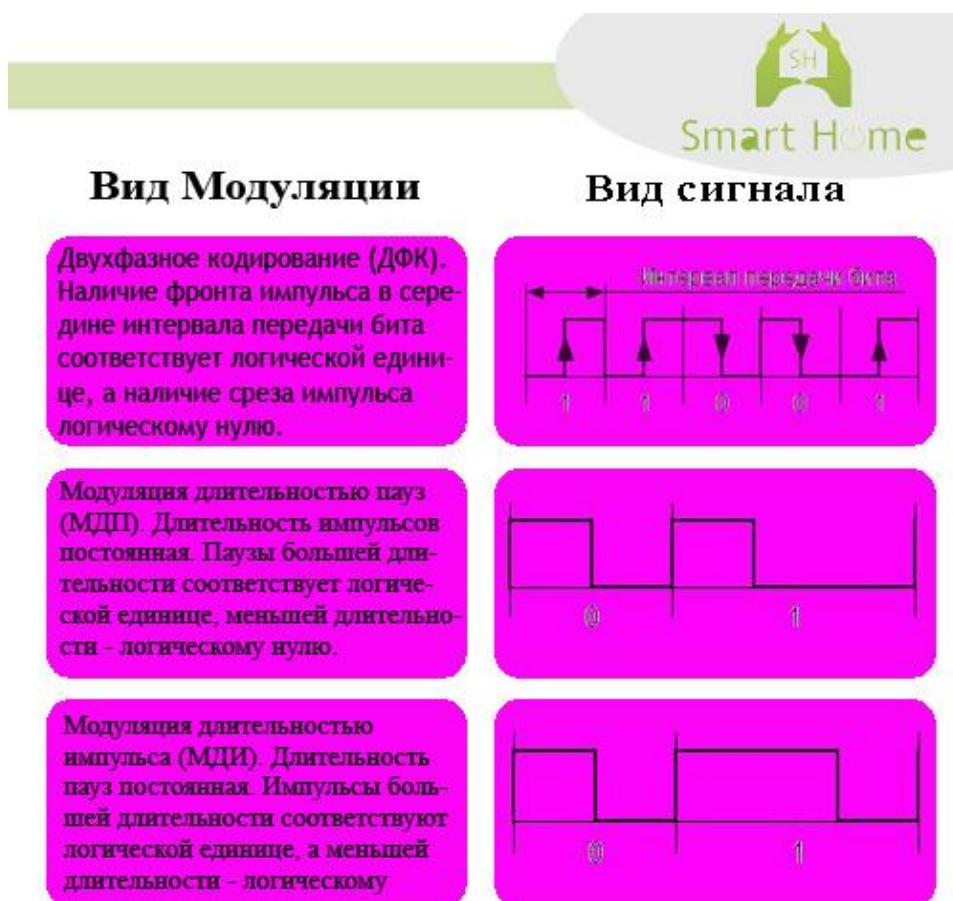 SH
Smart Home
Вид Модуляции
Вид сигнала
Двухфазное кодирование (ДФК).
Наличие фронта импульса в сере-
дине интервала передачи бита
соответствует логической едини-
це, а наличие среза импульса
логическому нулю.
Интервал передачи бита
1 1 0 0 1
Модуляция длительностью пауз
(МДП). Длительность импульсов
постоянная. Паузы большей дли-
тельности соответствует логиче-
ской единице, меньшей длительно-
сти - логическому нулю.
0 1
Модуляция длительностью
импульса (МДИ). Длительность
пауз постоянная. Импульсы боль-
шей длительности соответствуют
логической единице, а меньшей
длительности - логическому
0 1